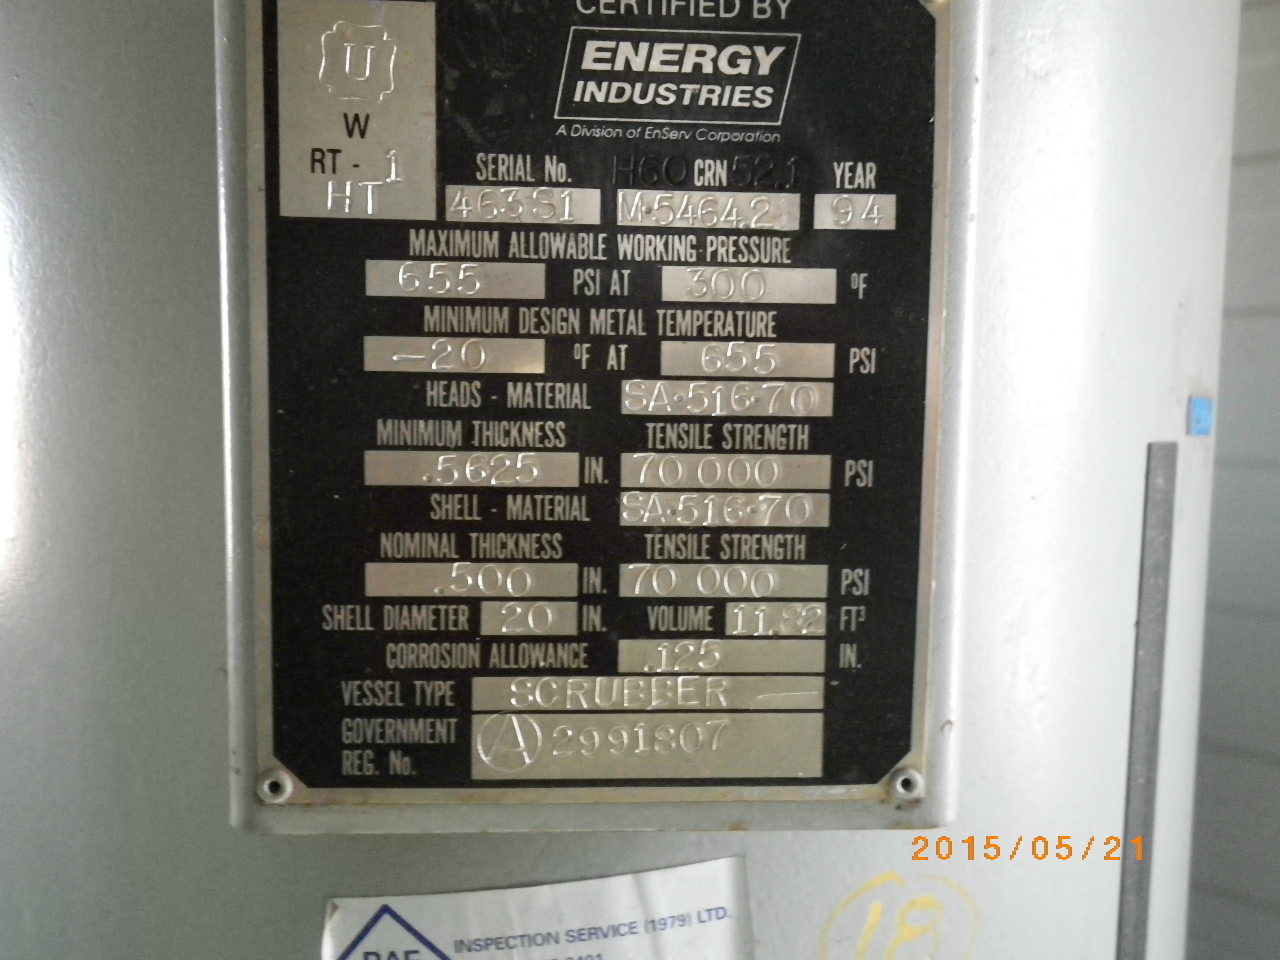 CERTIFIED BY
U
W
RT - 1
HT
ENERGY
INDUSTRIES
A Division of EnServ Corporation
SERIAL No. H60 CRN 52.1 YEAR
463S1 M·5464.21 94
MAXIMUM ALLOWABLE WORKING PRESSURE
655 PSI AT 300 °F
MINIMUM DESIGN METAL TEMPERATURE
-20 °F AT 655 PSI
HEADS - MATERIAL SA·516·70
MINIMUM THICKNESS TENSILE STRENGTH
.5625 IN. 70 000 PSI
SHELL - MATERIAL SA·516·70
NOMINAL THICKNESS TENSILE STRENGTH
.500 IN. 70 000 PSI
SHELL DIAMETER 20 IN. VOLUME 11.82 FT³
CORROSION ALLOWANCE .125 IN.
VESSEL TYPE SCRUBBER —
GOVERNMENT
REG. No. A 2991807
2015/05/21
INSPECTION SERVICE (1979) LTD.
18